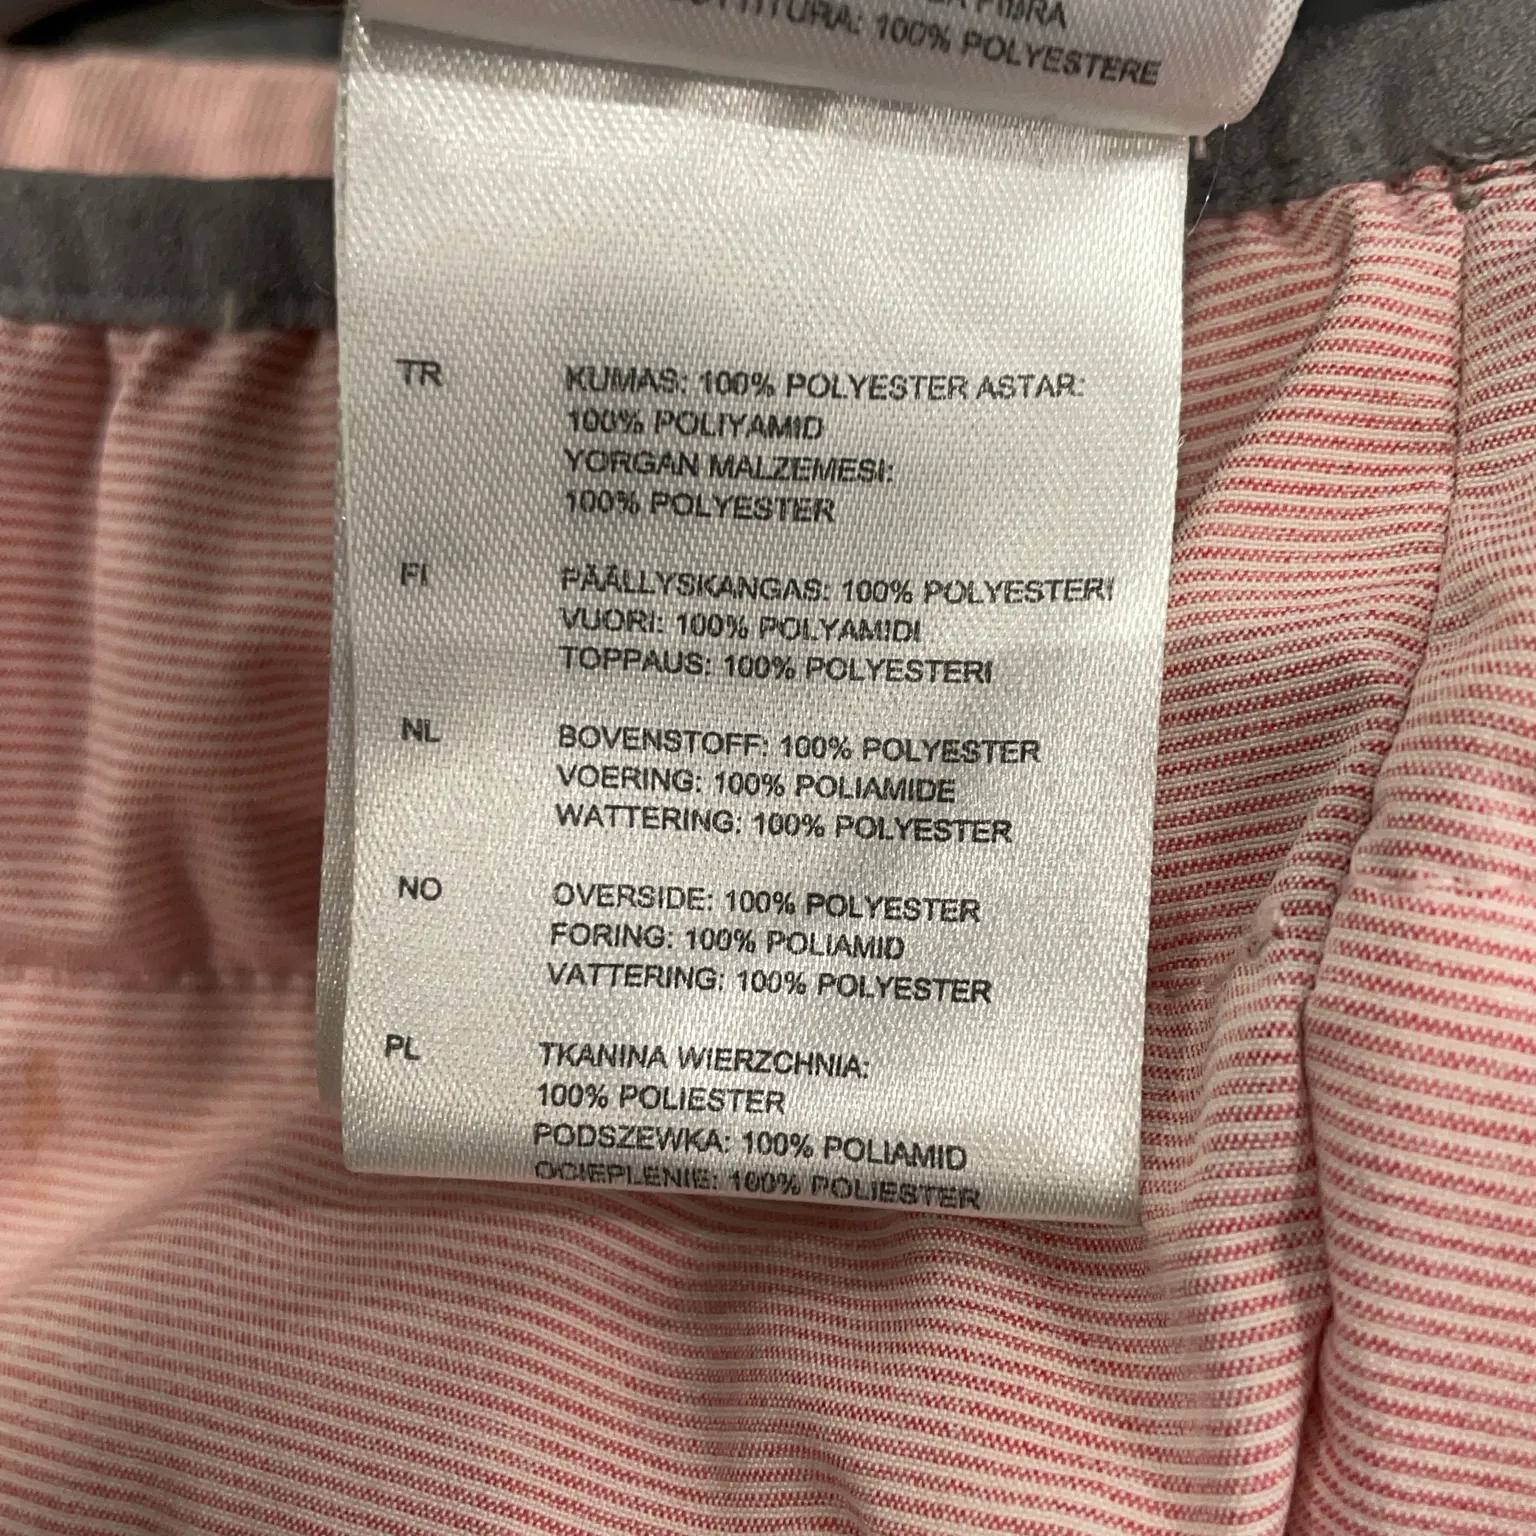 100% POLYESTERE
TR
KUMAS: 100% POLYESTER ASTAR:
100% POLIYAMID
YORGAN MALZEMESI:
100% POLYESTER
FI
PÄÄLLYSKANGAS: 100% POLYESTERI
VUORI: 100% POLYAMIDI
TOPPAUS: 100% POLYESTERI
NL
BOVENSTOFF: 100% POLYESTER
VOERING: 100% POLIAMIDE
WATTERING: 100% POLYESTER
NO
OVERSIDE: 100% POLYESTER
FORING: 100% POLIAMID
VATTERING: 100% POLYESTER
PL
TKANINA WIERZCHNIA:
100% POLIESTER
PODSZEWKA: 100% POLIAMID
OCIEPLENIE: 100% POLIESTER